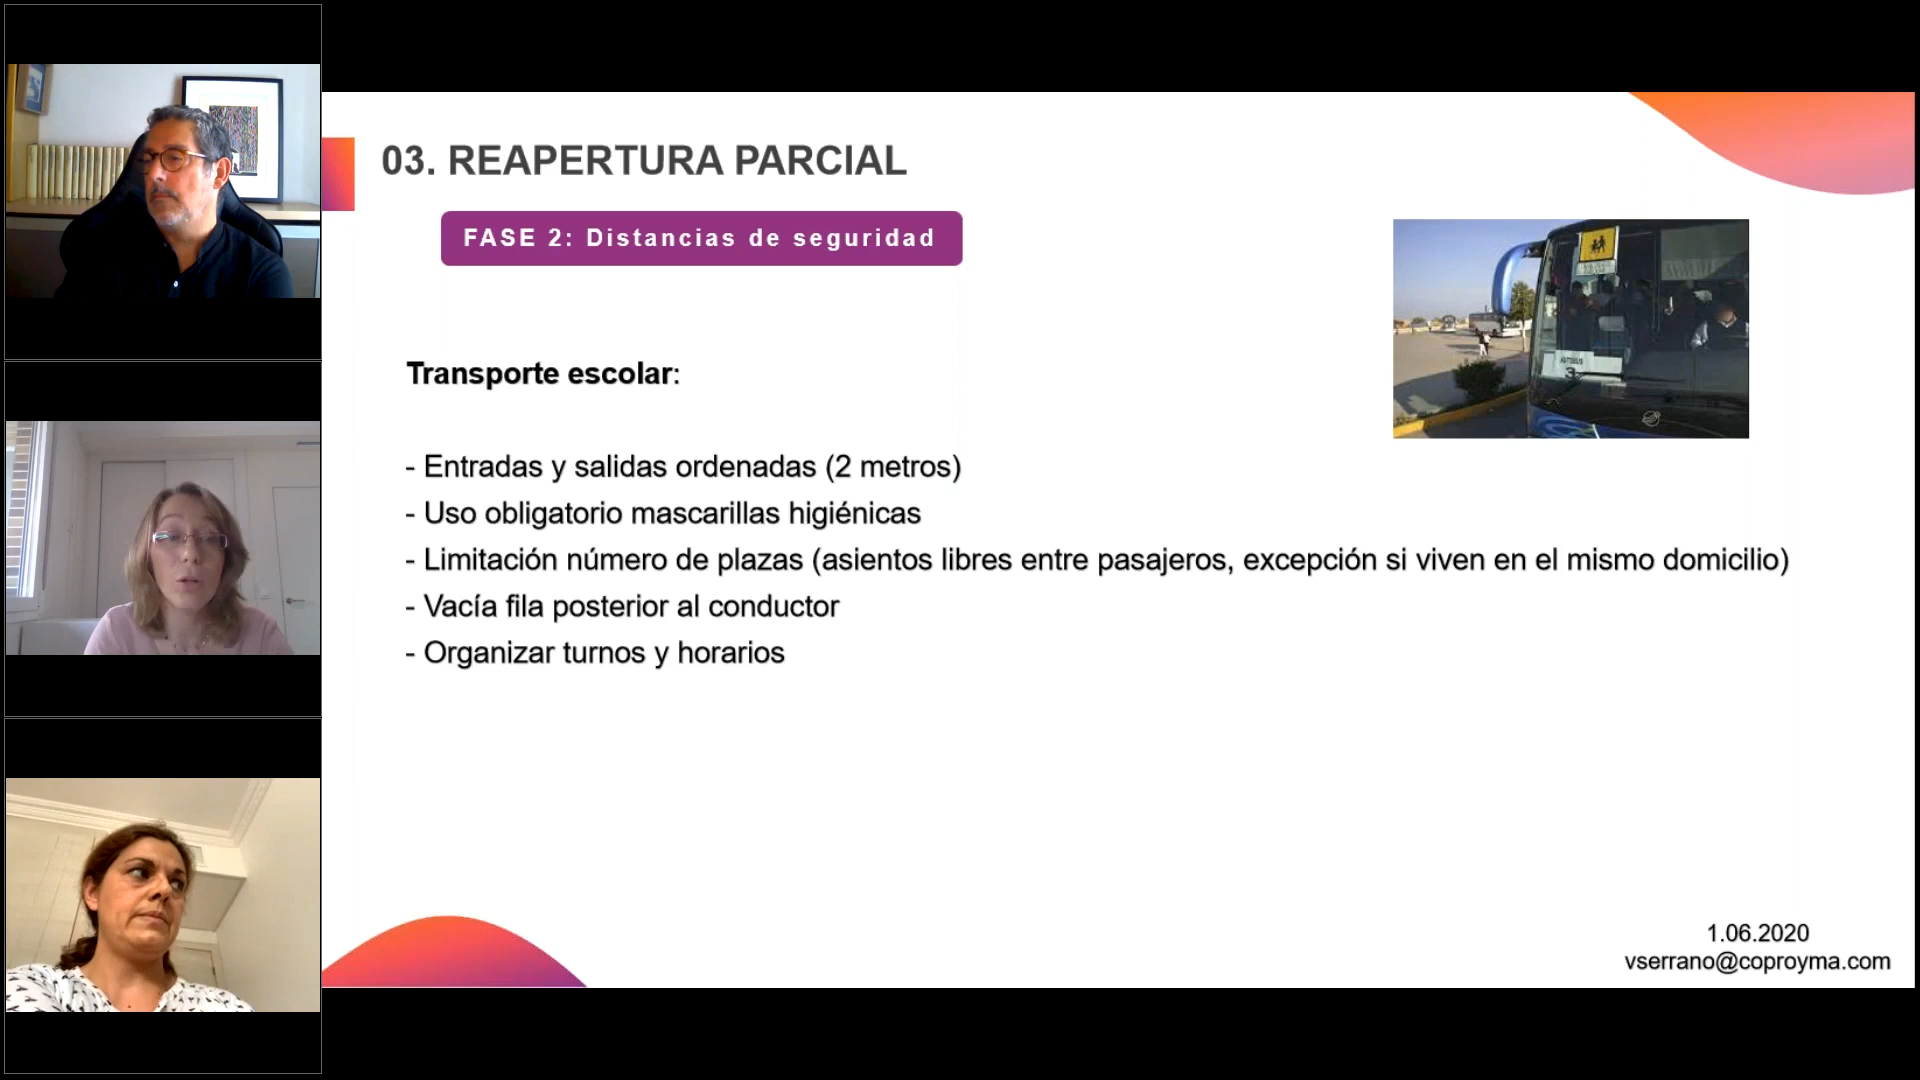 03. REAPERTURA PARCIAL
FASE 2: Distancias de seguridad
Transporte escolar:
- Entradas y salidas ordenadas (2 metros)
- Uso obligatorio mascarillas higiénicas
- Limitación número de plazas (asientos libres entre pasajeros, excepción si viven en el mismo domicilio)
- Vacía fila posterior al conductor
- Organizar turnos y horarios
AUTOBUS
3
1.06.2020
vserrano@coproyma.com